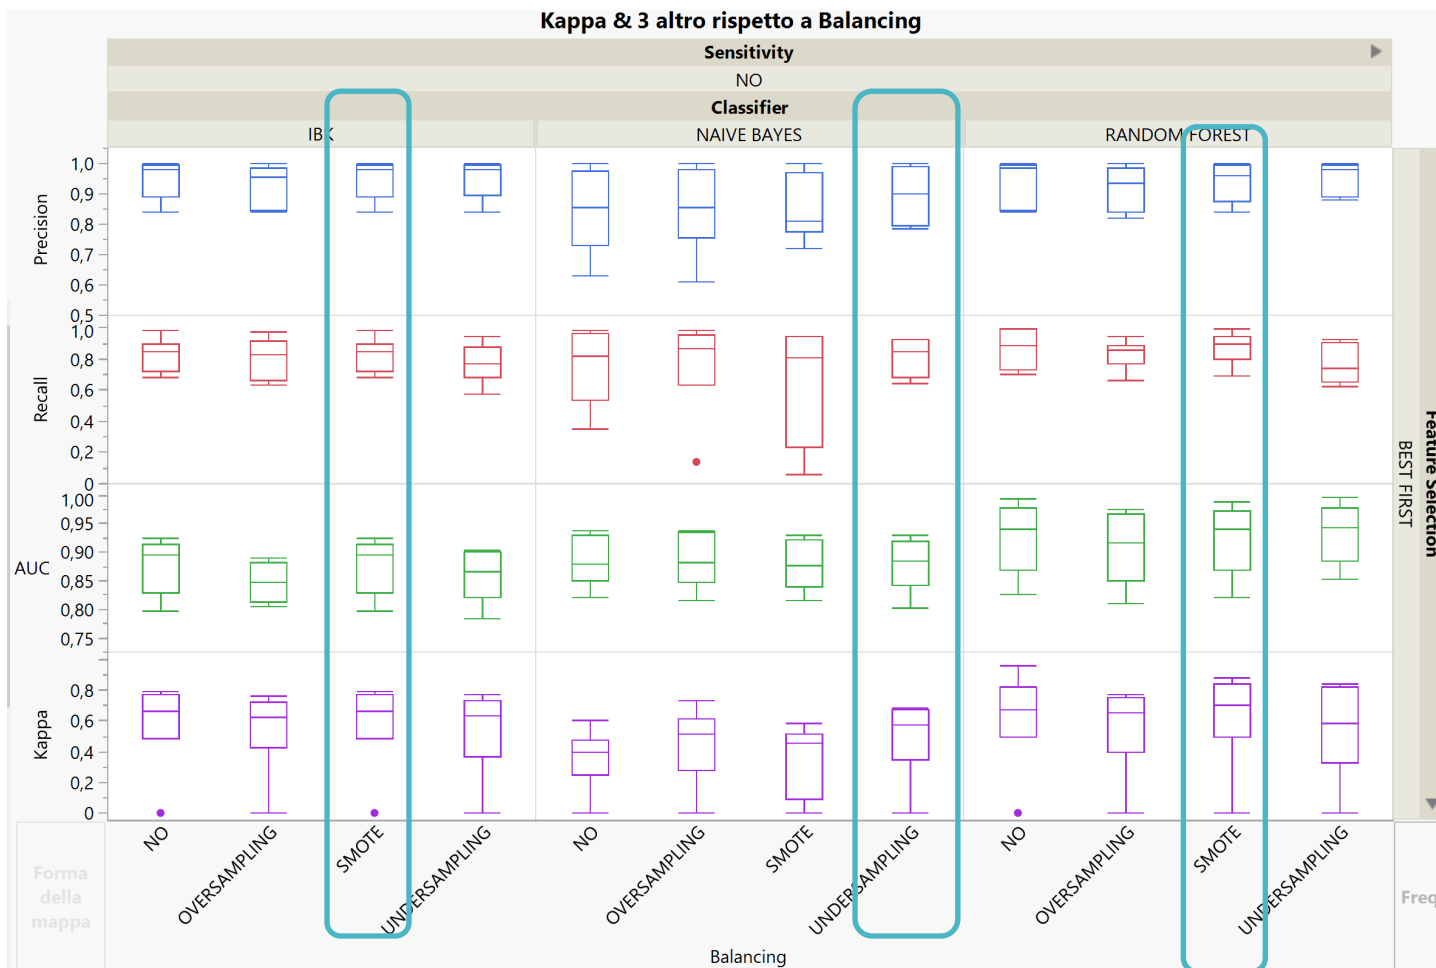 Kappa & 3 altro rispetto a Balancing
Sensitivity
NO
Classifier
IBK NAIVE BAYES RANDOM FOREST
Precision
1,0
0,9
0,8
0,7
0,6
0,5
Recall
1,0
0,8
0,6
0,4
0,2
0
AUC
1,00
0,95
0,90
0,85
0,80
0,75
Kappa
0,8
0,6
0,4
0,2
0
BEST FIRST
Feature Selection
NO OVERSAMPLING SMOTE UNDERSAMPLING NO OVERSAMPLING SMOTE UNDERSAMPLING NO OVERSAMPLING SMOTE UNDERSAMPLING
Balancing
Forma
della
mappa
Freq